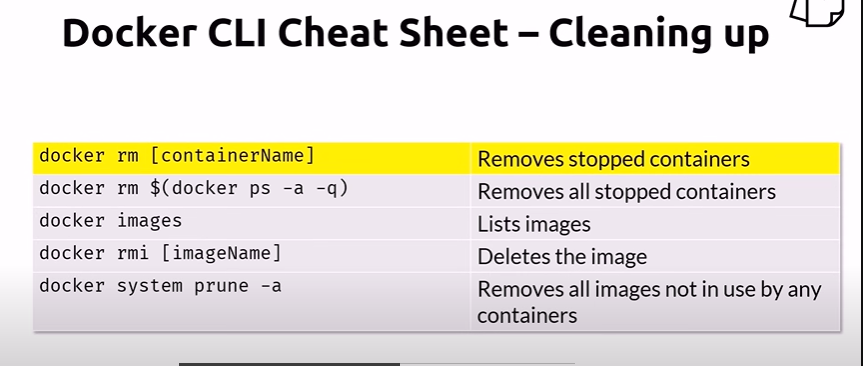 Docker CLI Cheat Sheet – Cleaning up
docker rm [containerName] Removes stopped containers
docker rm $(docker ps -a -q) Removes all stopped containers
docker images Lists images
docker rmi [imageName] Deletes the image
docker system prune -a Removes all images not in use by any
containers